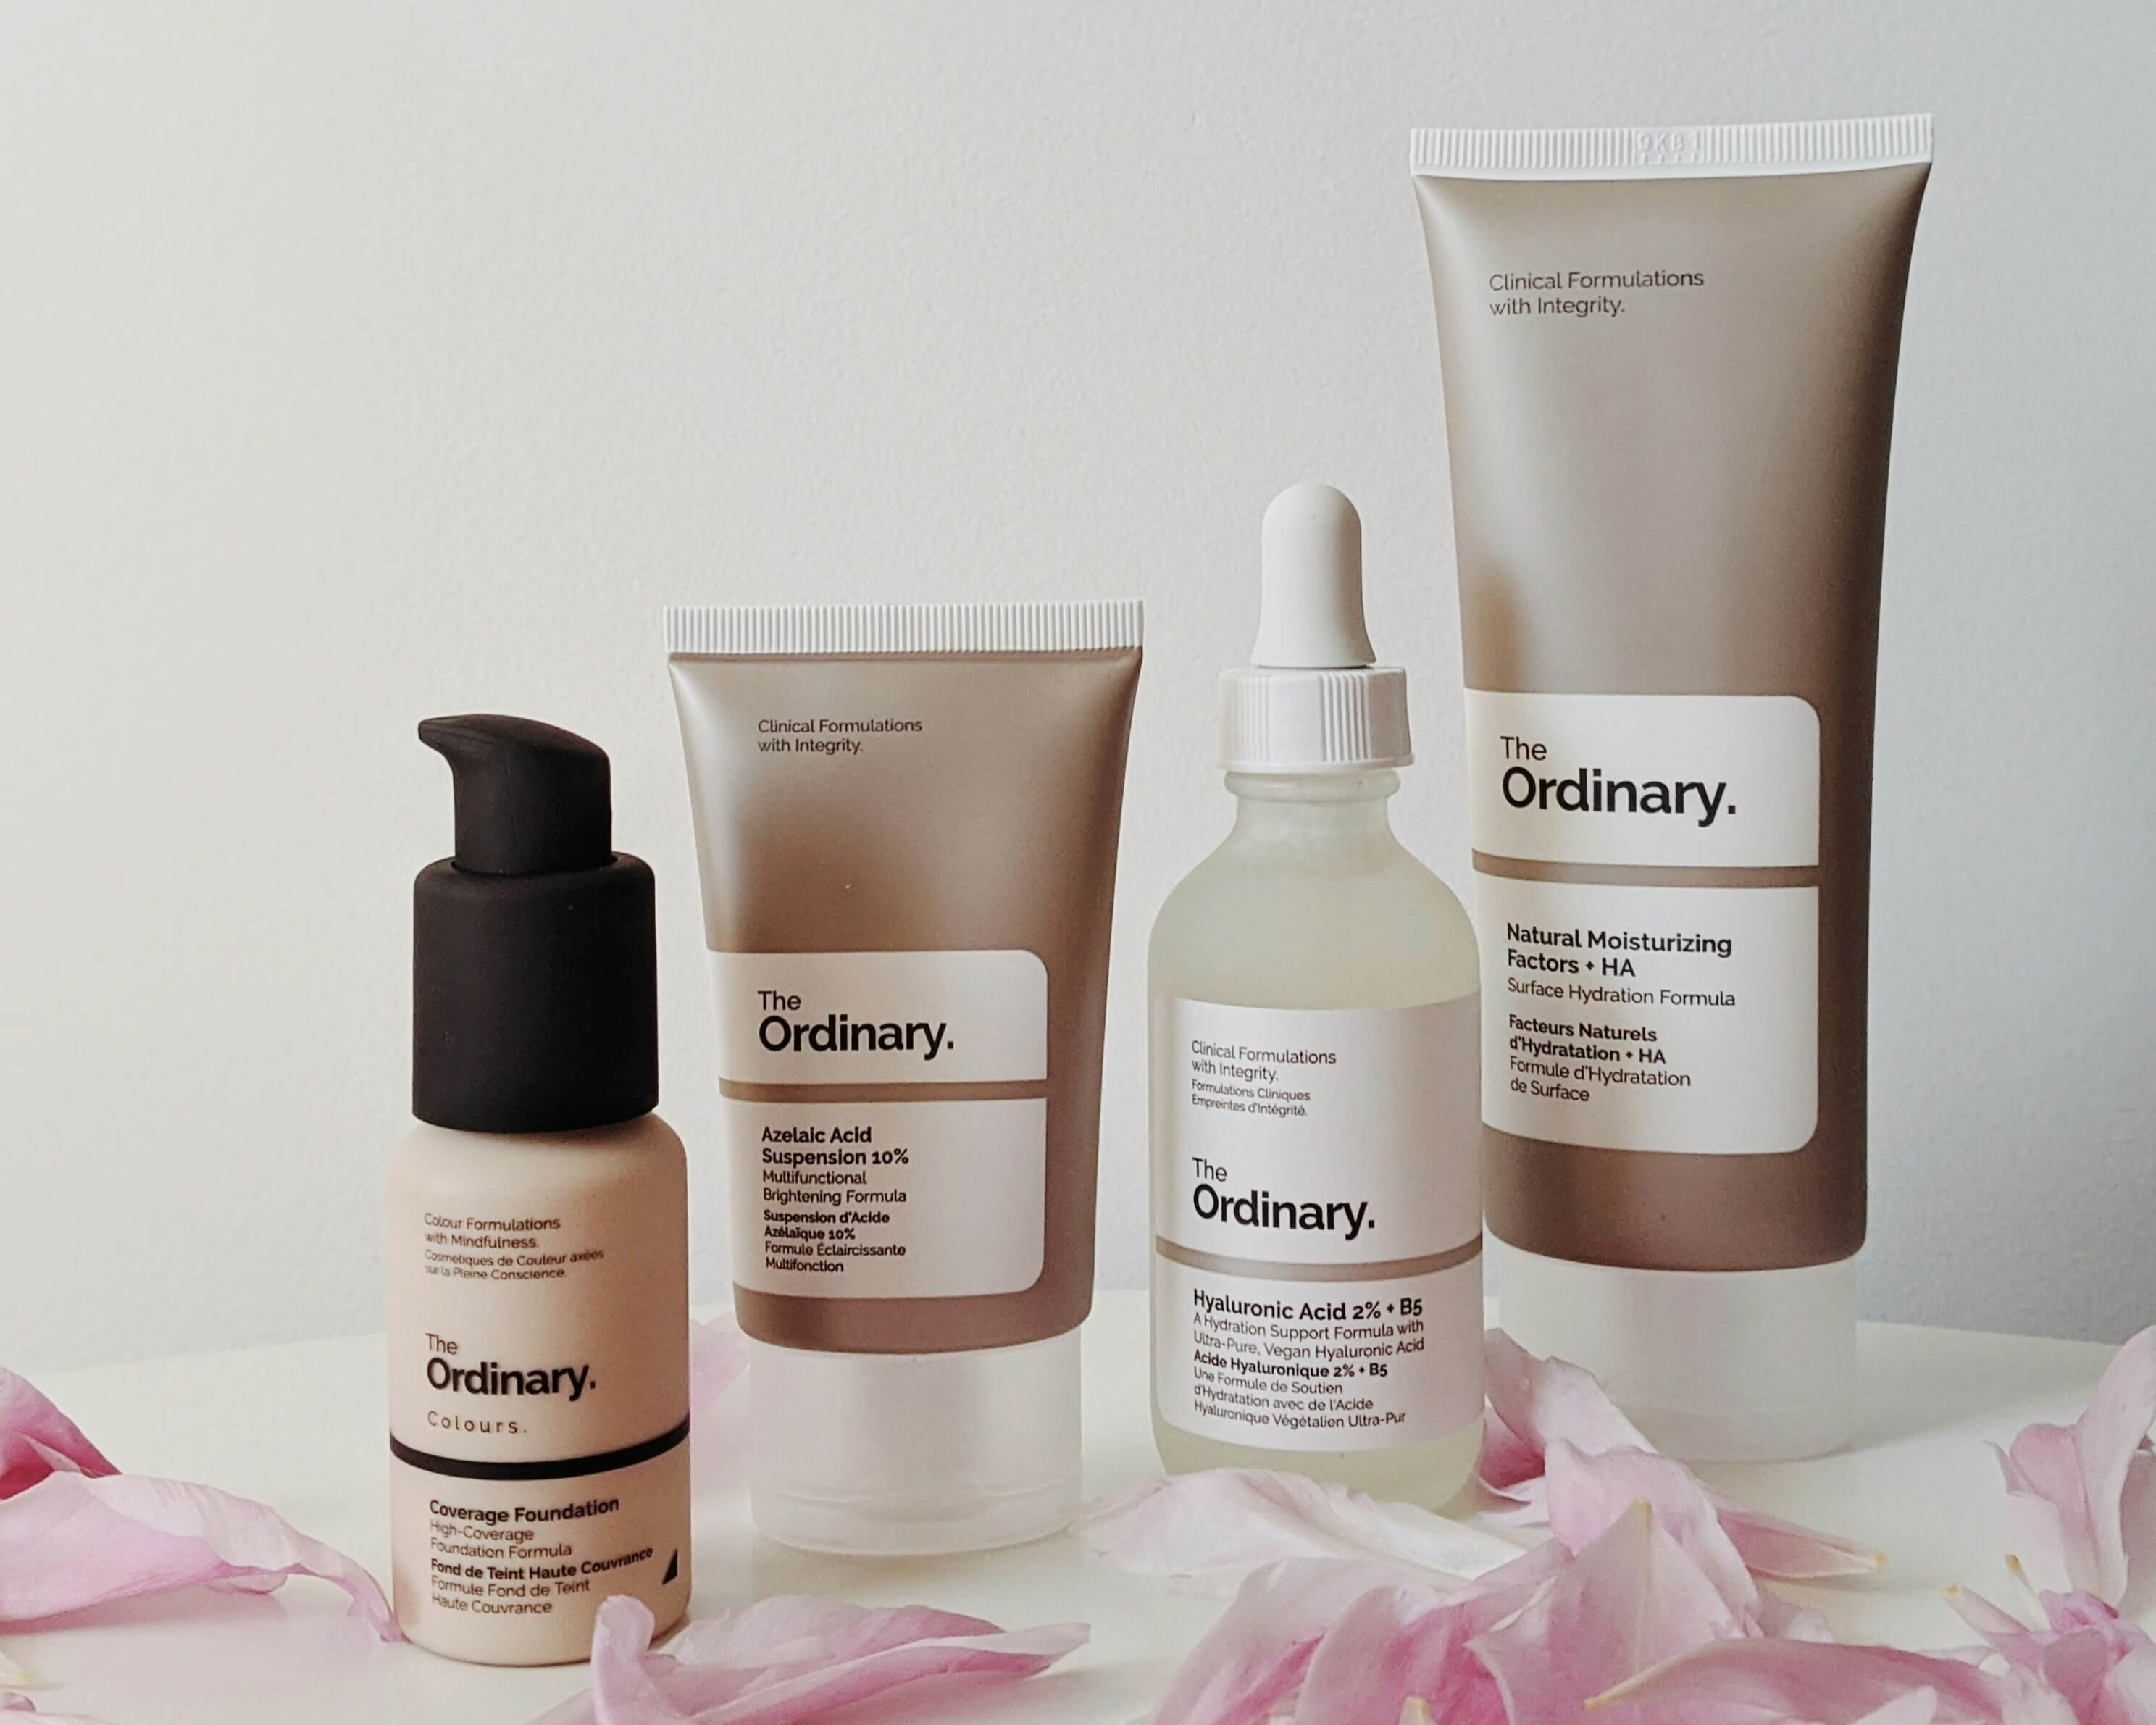 Colour Formulations
with Mindfulness.
Cosmétiques de Couleur axées
sur la Pleine Conscience.
The
Ordinary.
Colours.
Coverage Foundation
High-Coverage
Foundation Formula
Fond de Teint Haute Couvrance
Formule Fond de Teint
Haute Couvrance
Clinical Formulations
with Integrity.
The
Ordinary.
Azelaic Acid
Suspension 10%
Multifunctional
Brightening Formula
Suspension d'Acide
Azélaïque 10%
Formule Éclaircissante
Multifonction
Clinical Formulations
with Integrity.
Formulations Cliniques
Empreintes d'Intégrité.
The
Ordinary.
Hyaluronic Acid 2% + B5
A Hydration Support Formula with
Ultra-Pure, Vegan Hyaluronic Acid
Acide Hyaluronique 2% + B5
Une Formule de Soutien
d'Hydratation avec de l'Acide
Hyaluronique Végétalien Ultra-Pur
9KB1
Clinical Formulations
with Integrity.
The
Ordinary.
Natural Moisturizing
Factors + HA
Surface Hydration Formula
Facteurs Naturels
d'Hydratation + HA
Formule d'Hydratation
de Surface